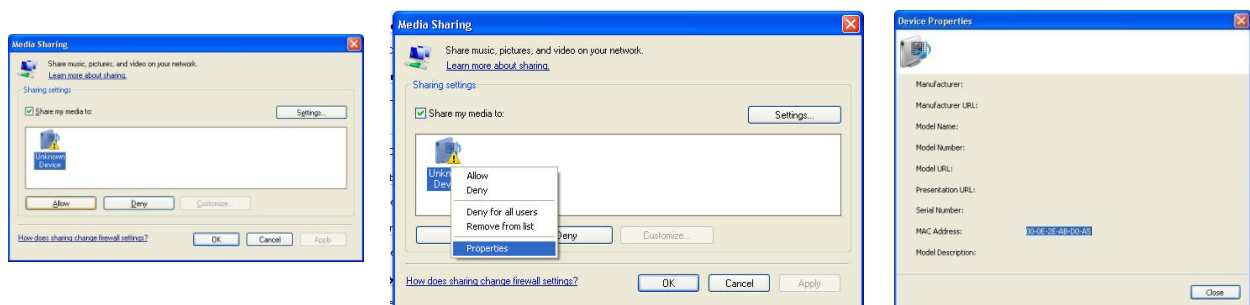 Media Sharing
Share music, pictures, and video on your network.
Learn more about sharing.
Sharing settings
Share my media to:
Settings...
Unknown
Device
Allow
Deny
Customize...
How does sharing change firewall settings?
OK
Cancel
Apply
Media Sharing
Share music, pictures, and video on your network.
Learn more about sharing.
Sharing settings
Share my media to:
Settings...
Unkn
Dev
Allow
Deny
Deny for all users
Remove from list
Properties
Deny
Customize...
How does sharing change firewall settings?
OK
Cancel
Apply
Device Properties
Manufacturer:
Manufacturer URL:
Model Name:
Model Number:
Model URL:
Presentation URL:
Serial Number:
MAC Address: 00-0E-2E-AB-D0-A5
Model Description:
Close